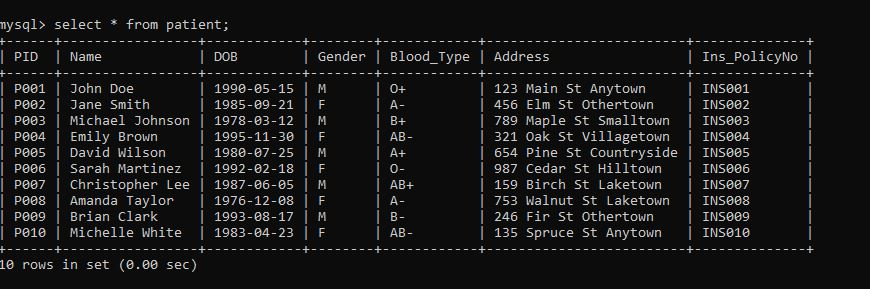 mysql> select * from patient;
+------+-----------------+------------+--------+------------+------------------------+--------------+
| PID  | Name            | DOB        | Gender | Blood_Type | Address                | Ins_PolicyNo |
+------+-----------------+------------+--------+------------+------------------------+--------------+
| P001 | John Doe        | 1990-05-15 | M      | O+         | 123 Main St Anytown    | INS001       |
| P002 | Jane Smith      | 1985-09-21 | F      | A-         | 456 Elm St Othertown   | INS002       |
| P003 | Michael Johnson | 1978-03-12 | M      | B+         | 789 Maple St Smalltown | INS003       |
| P004 | Emily Brown     | 1995-11-30 | F      | AB-        | 321 Oak St Villagetown | INS004       |
| P005 | David Wilson    | 1980-07-25 | M      | A+         | 654 Pine St Countryside | INS005       |
| P006 | Sarah Martinez  | 1992-02-18 | F      | O-         | 987 Cedar St Hilltown  | INS006       |
| P007 | Christopher Lee | 1987-06-05 | M      | AB+        | 159 Birch St Laketown  | INS007       |
| P008 | Amanda Taylor   | 1976-12-08 | F      | A-         | 753 Walnut St Laketown | INS008       |
| P009 | Brian Clark     | 1993-08-17 | M      | B-         | 246 Fir St Othertown   | INS009       |
| P010 | Michelle White  | 1983-04-23 | F      | AB-        | 135 Spruce St Anytown  | INS010       |
+------+-----------------+------------+--------+------------+------------------------+--------------+
10 rows in set (0.00 sec)